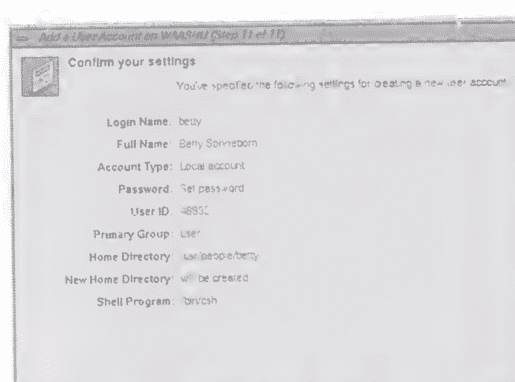 Add a User Account on (Step 11 of 11)
Confirm your settings
You've specified the following settings for creating a new user account.
Login Name: betty
Full Name: Betty Sonneborn
Account Type: Local account
Password: Set password
User ID:
Primary Group: user
Home Directory: /usr/people/betty
New Home Directory: will be created
Shell Program: /bin/csh